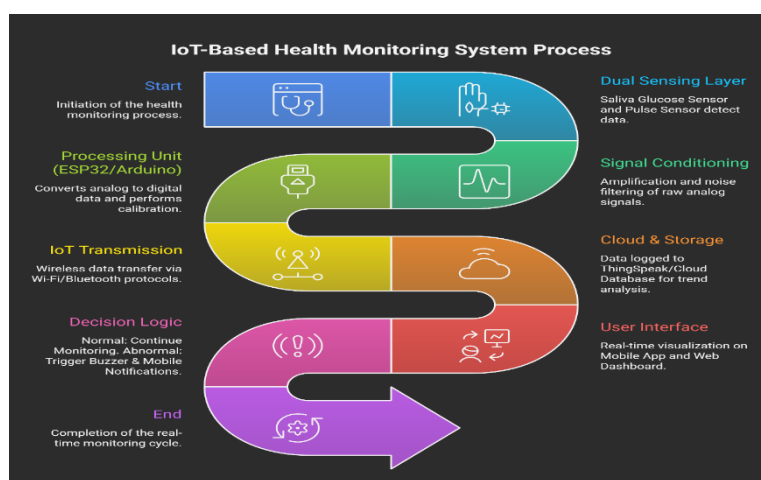 IoT-Based Health Monitoring System Process
Start
Initiation of the health
monitoring process.
Dual Sensing Layer
Saliva Glucose Sensor
and Pulse Sensor detect
data.
Signal Conditioning
Amplification and noise
filtering of raw analog
signals.
Processing Unit
(ESP32/Arduino)
Converts analog to digital
data and performs
calibration.
IoT Transmission
Wireless data transfer via
Wi-Fi/Bluetooth protocols.
Cloud & Storage
Data logged to
ThingSpeak/Cloud
Database for trend
analysis.
User Interface
Real-time visualization on
Mobile App and Web
Dashboard.
Decision Logic
Normal: Continue
Monitoring. Abnormal:
Trigger Buzzer & Mobile
Notifications.
End
Completion of the real-
time monitoring cycle.